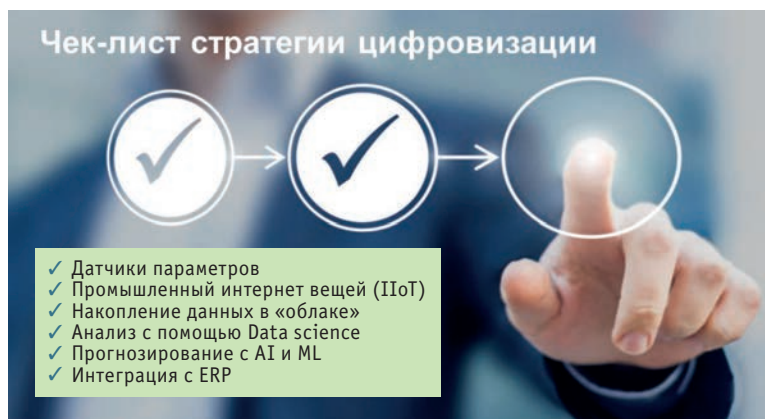 Чек-лист стратегии цифровизации
✓ Датчики параметров
✓ Промышленный интернет вещей (IIoT)
✓ Накопление данных в «облаке»
✓ Анализ с помощью Data science
✓ Прогнозирование с AI и ML
✓ Интеграция с ERP